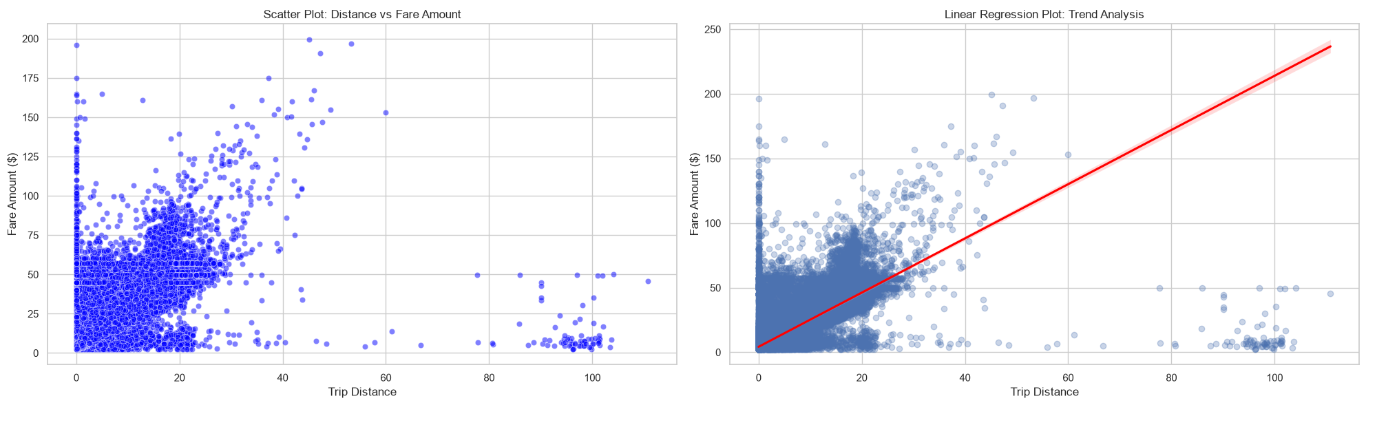 Scatter Plot: Distance vs Fare Amount
200
175
150
125
100
75
50
25
0
Fare Amount ($)
0 20 40 60 80 100
Trip Distance
Linear Regression Plot: Trend Analysis
250
200
150
100
50
0
Fare Amount ($)
0 20 40 60 80 100
Trip Distance